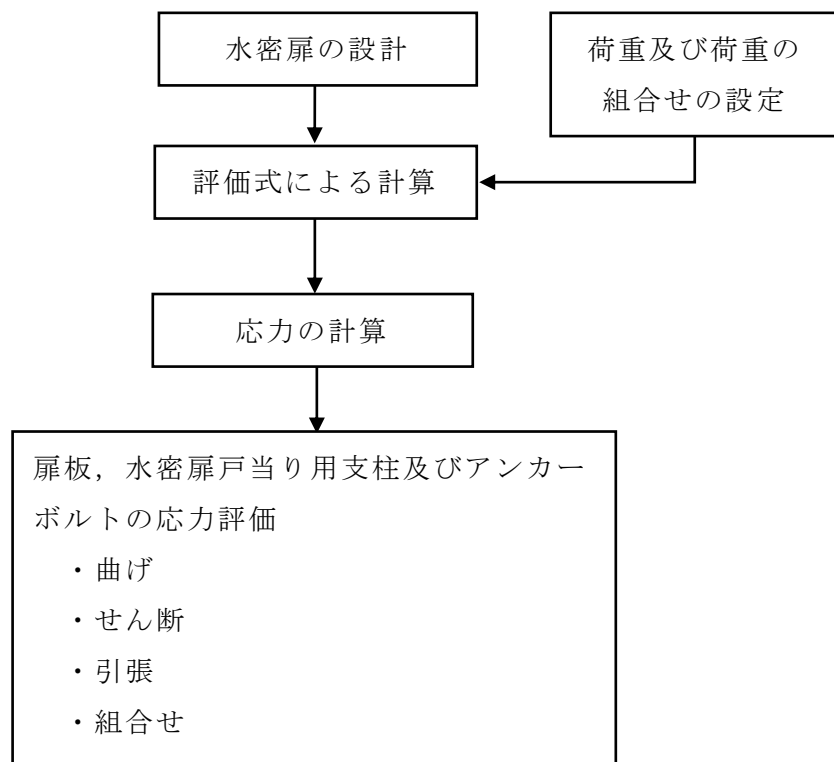 水密扉の設計
荷重及び荷重の
組合せの設定
評価式による計算
応力の計算
扉板，水密扉戸当り用支柱及びアンカー
ボルトの応力評価
・曲げ
・せん断
・引張
・組合せ